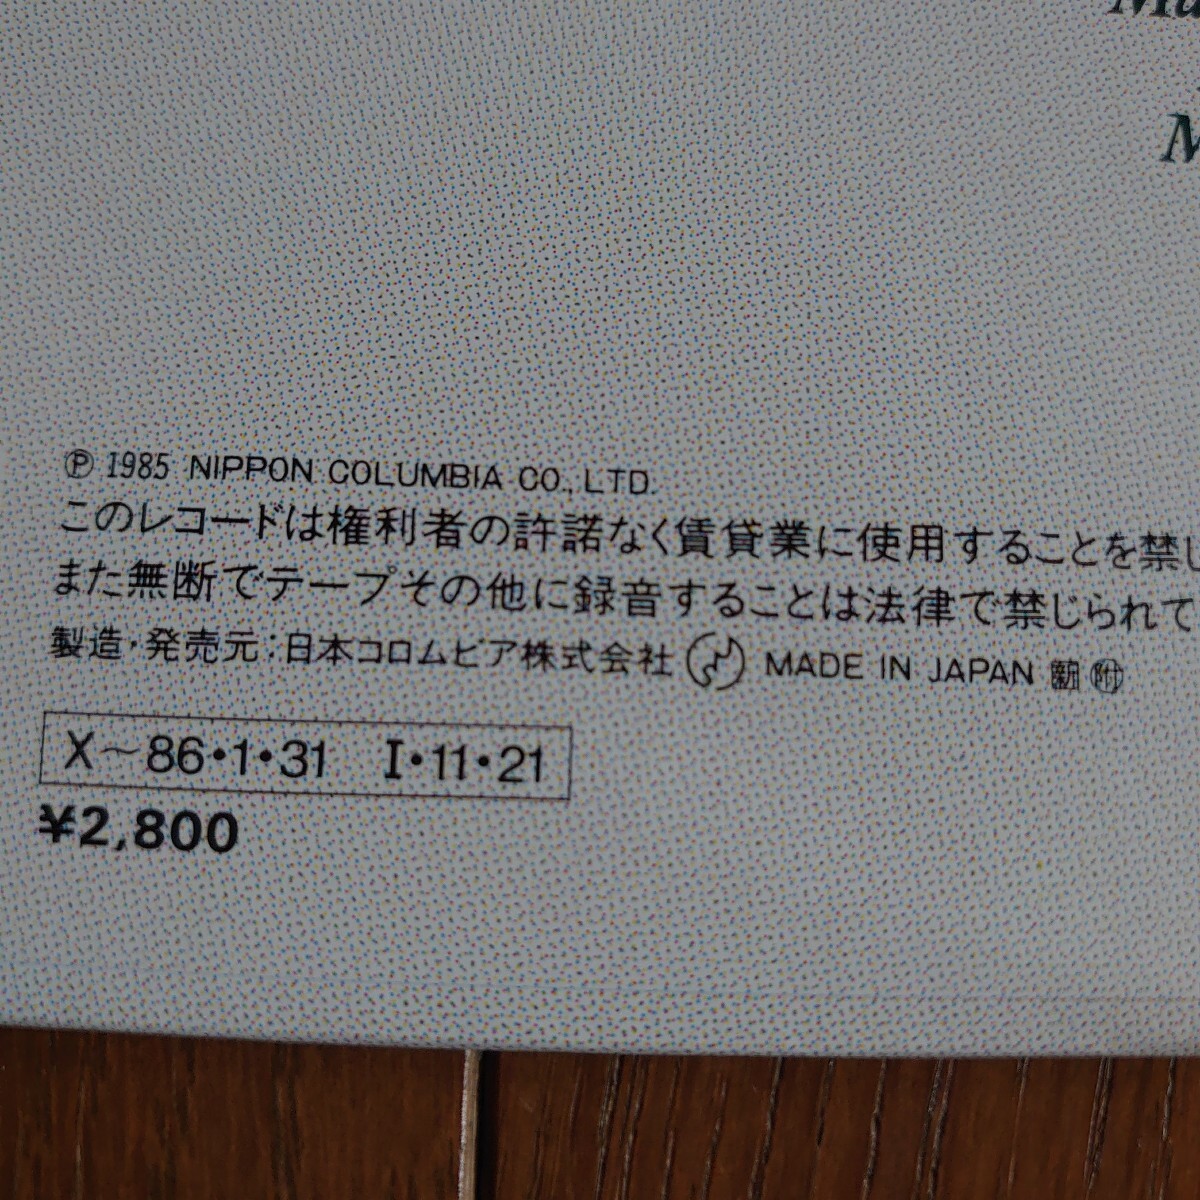 Ma
M
Ⓟ 1985 NIPPON COLUMBIA CO., LTD.
このレコードは権利者の許諾なく賃貸業に使用することを禁じ
また無断でテープその他に録音することは法律で禁じられて
製造・発売元：日本コロムビア株式会社 MADE IN JAPAN
X～86・1・31 I・11・21
¥2,800